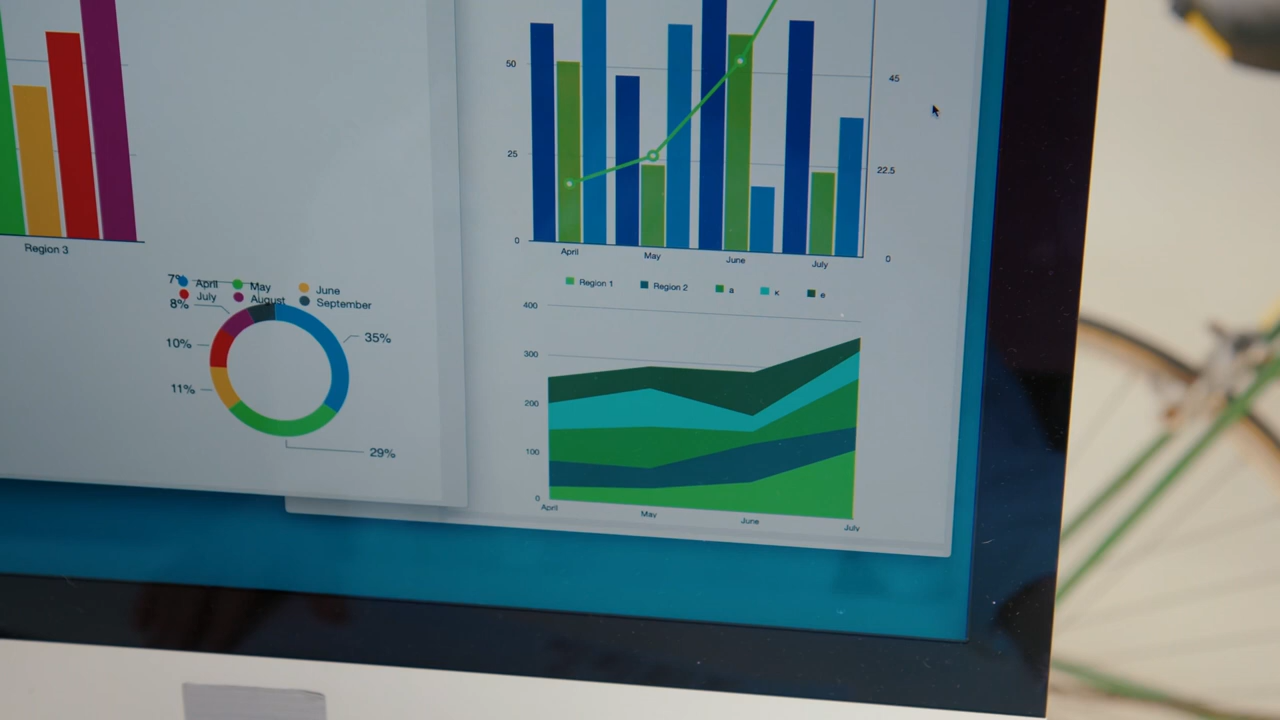 Region 3
7%
April
May
June
July
August
September
8%
35%
10%
11%
29%
50
45
25
22.5
0
0
April
May
June
July
Region 1
Region 2
a
к
e
400
300
200
100
0
April
May
June
July